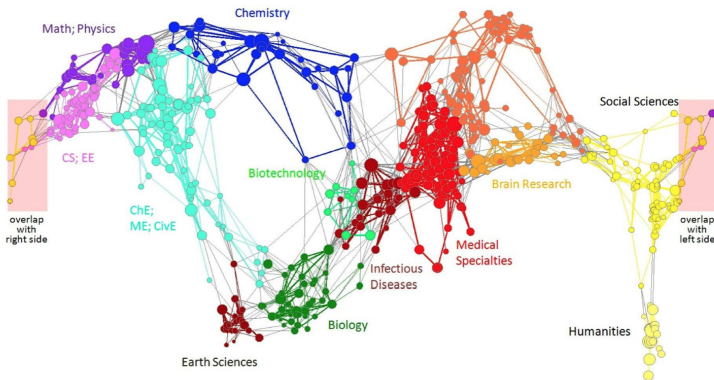 Chemistry
Math; Physics
Social Sciences
CS; EE
Biotechnology
Brain Research
ChE;
ME; CivE
overlap
with
right side
overlap
with
left side
Medical
Specialties
Infectious
Diseases
Biology
Humanities
Earth Sciences